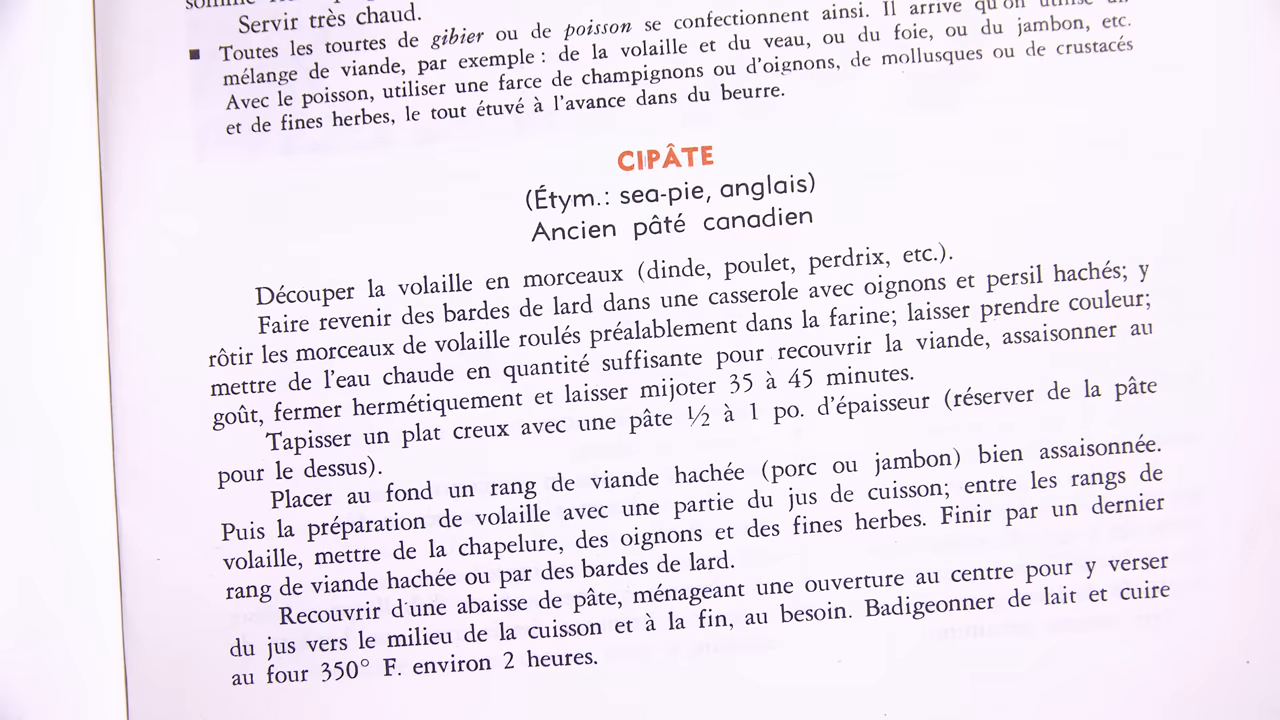 Servir très chaud.
■ Toutes les tourtes de gibier ou de poisson se confectionnent ainsi. Il arrive qu'on utilise un
mélange de viande, par exemple : de la volaille et du veau, ou du foie, ou du jambon, etc.
Avec le poisson, utiliser une farce de champignons ou d'oignons, de mollusques ou de crustacés
et de fines herbes, le tout étuvé à l'avance dans du beurre.
CIPÂTE
(Étym.: sea-pie, anglais)
Ancien pâté canadien
Découper la volaille en morceaux (dinde, poulet, perdrix, etc.).
Faire revenir des bardes de lard dans une casserole avec oignons et persil hachés; y
rôtir les morceaux de volaille roulés préalablement dans la farine; laisser prendre couleur;
mettre de l'eau chaude en quantité suffisante pour recouvrir la viande, assaisonner au
goût, fermer hermétiquement et laisser mijoter 35 à 45 minutes.
Tapisser un plat creux avec une pâte ½ à 1 po. d'épaisseur (réserver de la pâte
pour le dessus).
Placer au fond un rang de viande hachée (porc ou jambon) bien assaisonnée.
Puis la préparation de volaille avec une partie du jus de cuisson; entre les rangs de
volaille, mettre de la chapelure, des oignons et des fines herbes. Finir par un dernier
rang de viande hachée ou par des bardes de lard.
Recouvrir d'une abaisse de pâte, ménageant une ouverture au centre pour y verser
du jus vers le milieu de la cuisson et à la fin, au besoin. Badigeonner de lait et cuire
au four 350° F. environ 2 heures.